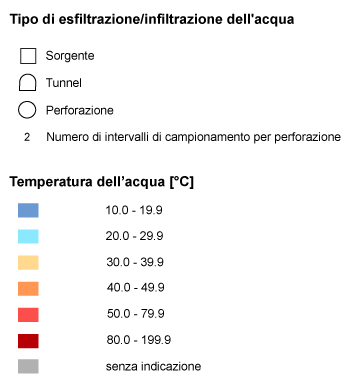 Tipo di esfiltrazione/infiltrazione dell'acqua
Sorgente
Tunnel
Perforazione
2 Numero di intervalli di campionamento per perforazione
Temperatura dell'acqua [°C]
10.0 - 19.9
20.0 - 29.9
30.0 - 39.9
40.0 - 49.9
50.0 - 79.9
80.0 - 199.9
senza indicazione